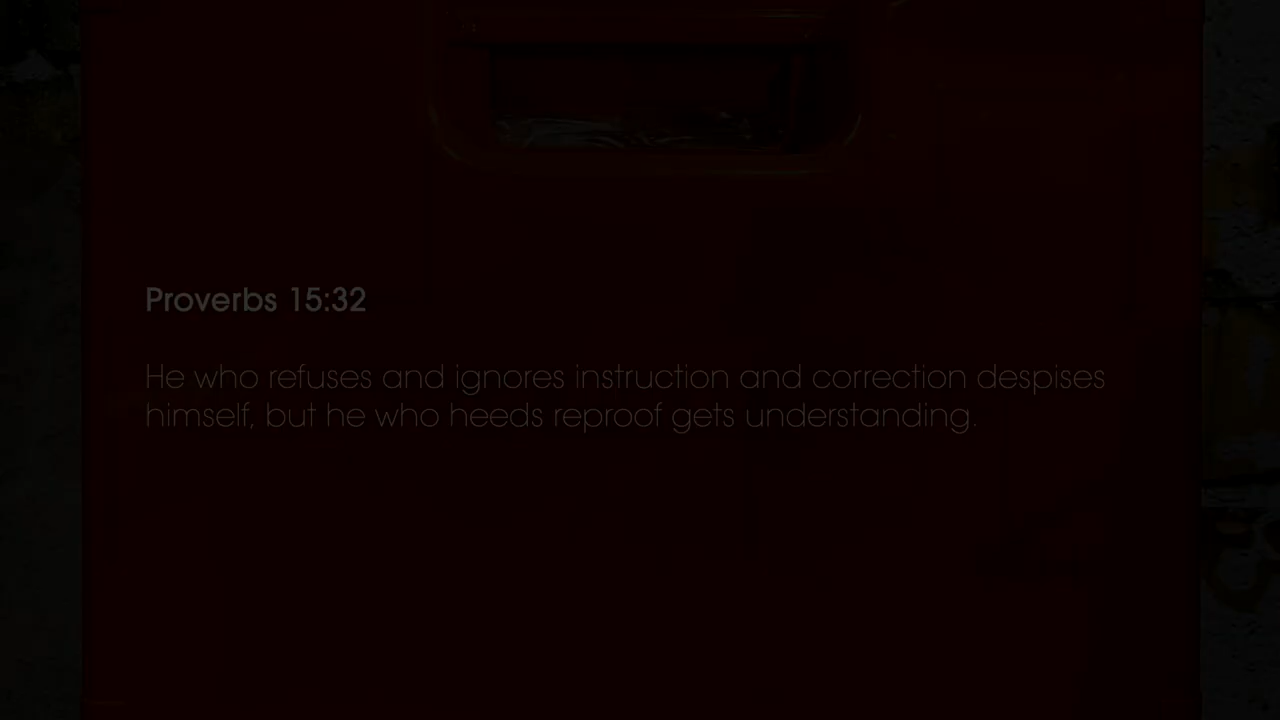 Proverbs 15:32
He who refuses and ignores instruction and correction despises
himself, but he who heeds reproof gets understanding.